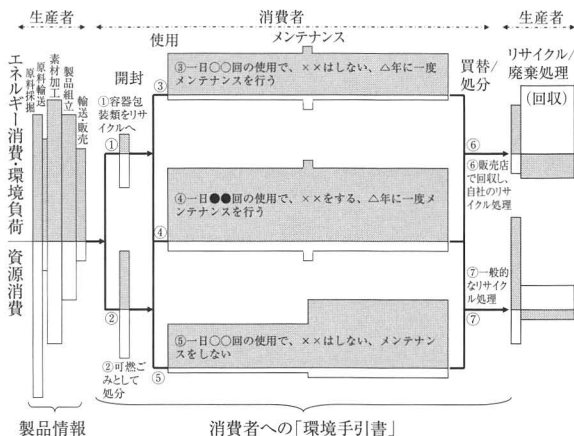 生産者
消費者
生産者
エネルギー消費・環境負荷
資源消費
原料採掘
原料輸送
素材加工
製品組立
輸送・販売
開封
①容器包
装類をリサ
イクルへ
①
②
②可燃ご
みとして
処分
使用
メンテナンス
③一日○○回の使用で、××はしない、△年に一度
メンテナンスを行う
③
④一日●●回の使用で、××をする、△年に一度メ
ンテナンスを行う
④
⑤一日○○回の使用で、××はしない、メンテナン
スをしない
⑤
買替/
処分
⑥
⑥販売店
で回収し、
自社のリサ
イクル処理
⑦一般的
なリサイク
ル処理
⑦
リサイクル/
廃棄処理
(回収)
製品情報
消費者への「環境手引書」